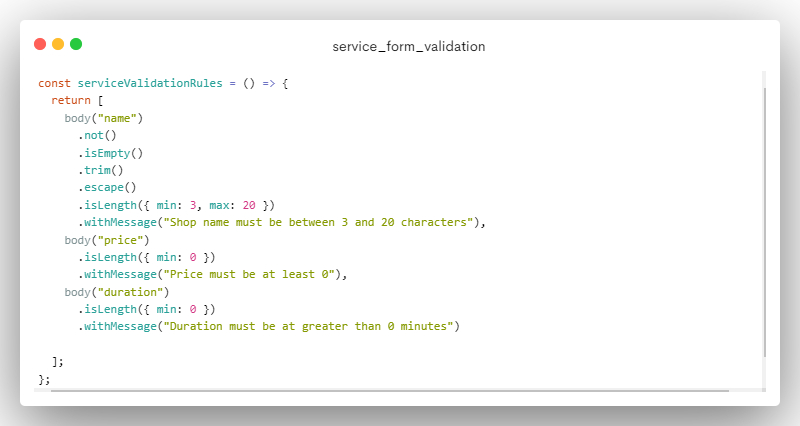 service_form_validation
const serviceValidationRules = () => {
  return [
    body("name")
      .not()
      .isEmpty()
      .trim()
      .escape()
      .isLength({ min: 3, max: 20 })
      .withMessage("Shop name must be between 3 and 20 characters"),
    body("price")
      .isLength({ min: 0 })
      .withMessage("Price must be at least 0"),
    body("duration")
      .isLength({ min: 0 })
      .withMessage("Duration must be at greater than 0 minutes")
  ];
};